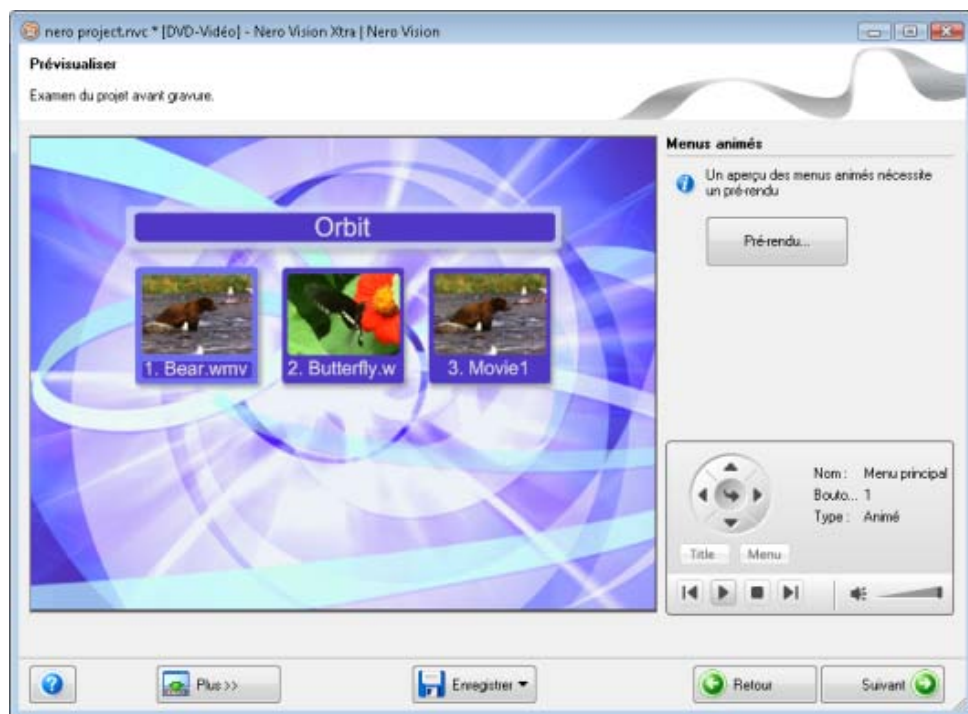 nero project.nvc * [DVD-Vidéo] - Nero Vision Xtra | Nero Vision
Prévisualiser
Examen du projet avant gravure.
Menus animés
Un aperçu des menus animés nécessite
un pré-rendu
Pré-rendu...
Orbit
1. Bear.wmv
2. Butterfly.w
3. Movie1
Nom : Menu principal
Bouto... 1
Type : Animé
Title Menu
Plus >>
Enregistrer
Retour
Suivant